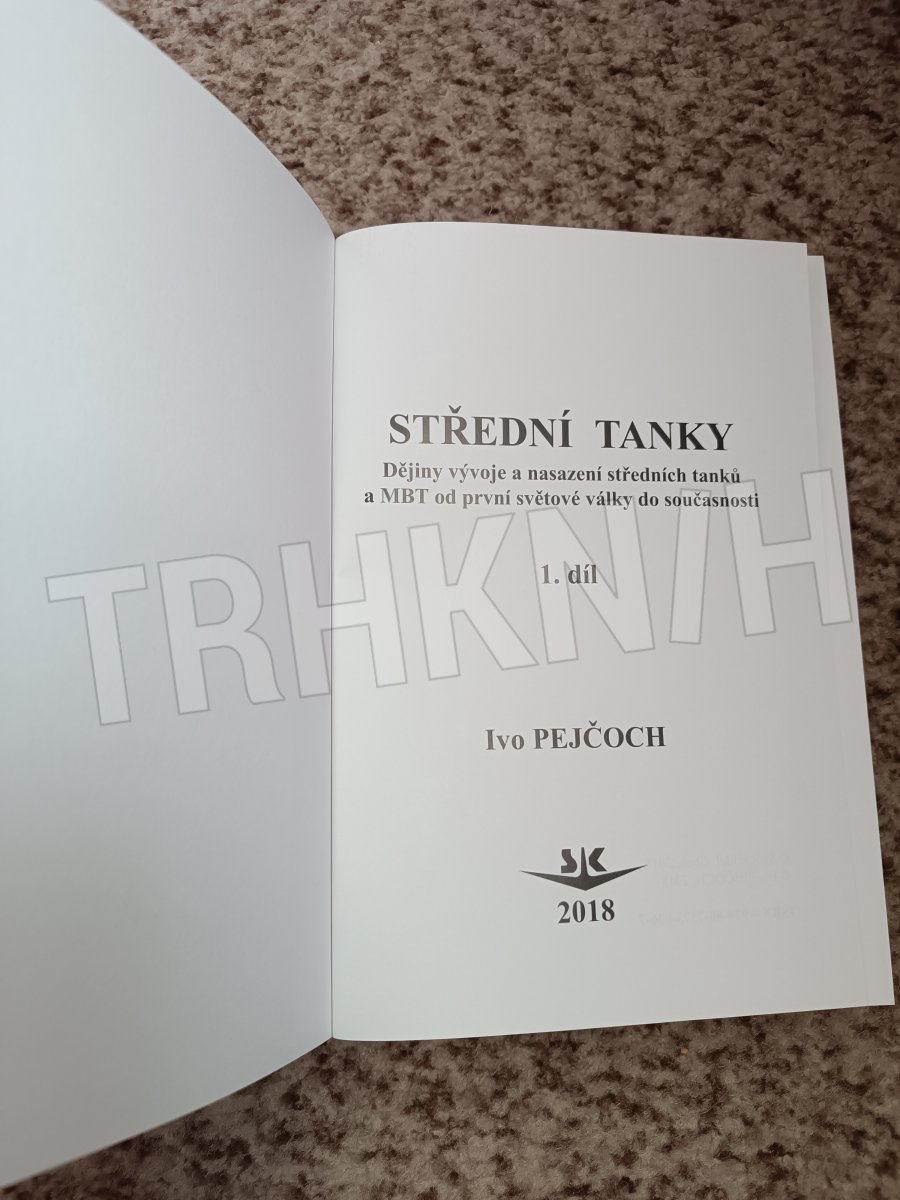 STŘEDNÍ TANKY
Dějiny vývoje a nasazení středních tanků
a MBT od první světové války do současnosti
1. díl
TRHKNIH
Ivo PEJČOCH
SK
2018